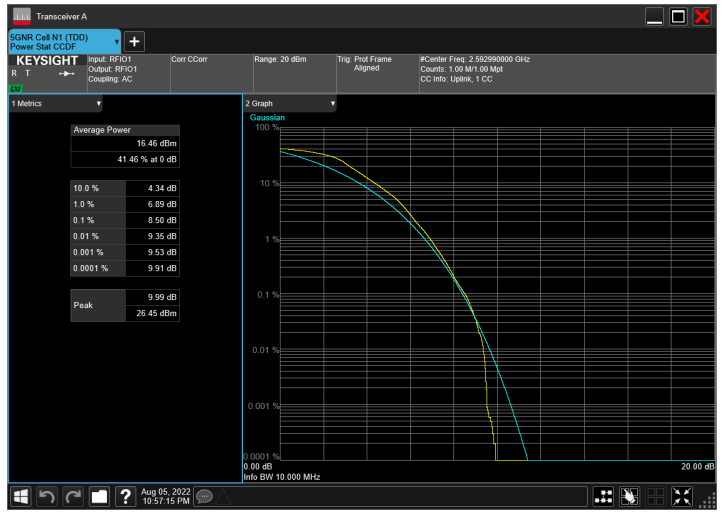 Transceiver A
5GNR Cell N1 (TDD)
Power Stat CCDF
KEYSIGHT
R T
LXI
Input: RFIO1
Output: RFIO1
Coupling: AC
Corr CCorr
Range: 20 dBm
Trig: Prot Frame
Aligned
#Center Freq: 2.592990000 GHz
Counts: 1.00 M/1.00 Mpt
CC Info: Uplink, 1 CC
1 Metrics
Average Power
16.46 dBm
41.46 % at 0 dB
10.0 % 4.34 dB
1.0 % 6.89 dB
0.1 % 8.50 dB
0.01 % 9.35 dB
0.001 % 9.53 dB
0.0001 % 9.91 dB
Peak
9.99 dB
26.45 dBm
2 Graph
Gaussian
100 %
10 %
1 %
0.1 %
0.01 %
0.001 %
0.0001 %
0.00 dB 20.00 dB
Info BW 10.000 MHz
?
Aug 05, 2022
10:57:15 PM